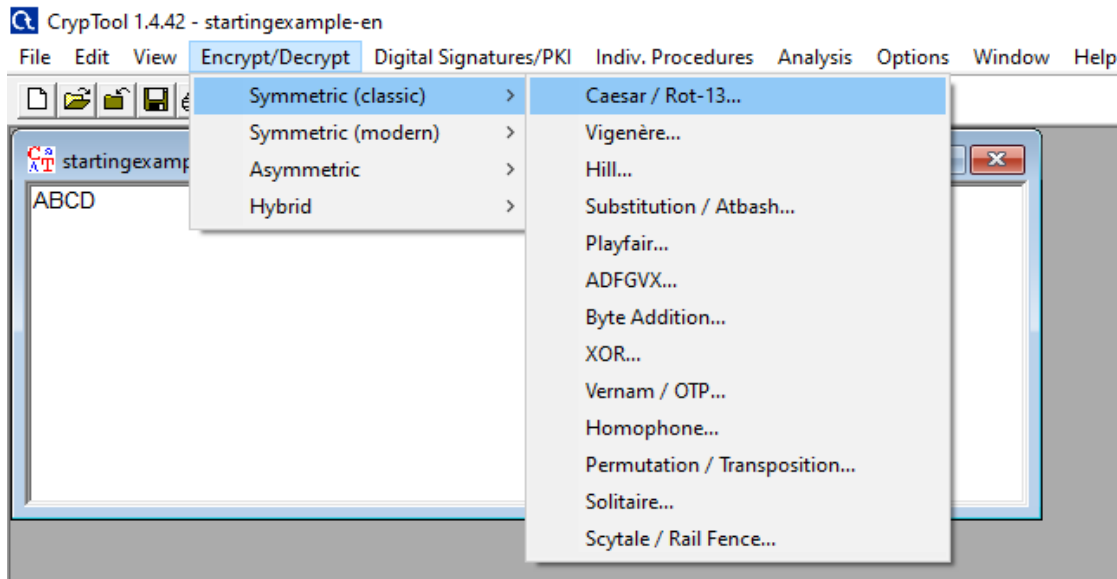 CrypTool 1.4.42 - startingexample-en
File Edit View Encrypt/Decrypt Digital Signatures/PKI Indiv. Procedures Analysis Options Window Help
Symmetric (classic) >
Symmetric (modern) >
Asymmetric >
Hybrid >
Caesar / Rot-13...
Vigenère...
Hill...
Substitution / Atbash...
Playfair...
ADFGVX...
Byte Addition...
XOR...
Vernam / OTP...
Homophone...
Permutation / Transposition...
Solitaire...
Scytale / Rail Fence...
startingexamp
ABCD